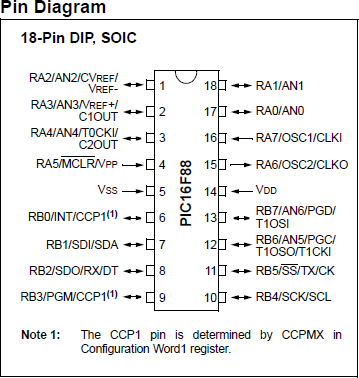 Pin Diagram
18-Pin DIP, SOIC
RA2/AN2/CVREF/
VREF-
RA3/AN3/VREF+/
C1OUT
RA4/AN4/T0CKI/
C2OUT
RA5/MCLR/VPP
VSS
RB0/INT/CCP1(1)
RB1/SDI/SDA
RB2/SDO/RX/DT
RB3/PGM/CCP1(1)
1
2
3
4
5
6
7
8
9
PIC16F88
18
17
16
15
14
13
12
11
10
RA1/AN1
RA0/AN0
RA7/OSC1/CLKI
RA6/OSC2/CLKO
VDD
RB7/AN6/PGD/
T1OSI
RB6/AN5/PGC/
T1OSO/T1CKI
RB5/SS/TX/CK
RB4/SCK/SCL
Note 1: The CCP1 pin is determined by CCPMX in
Configuration Word1 register.